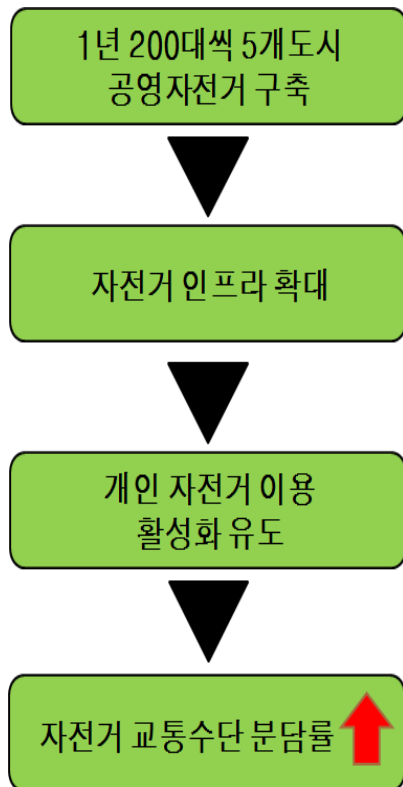 1년 200대씩 5개도시
공영자전거 구축
자전거 인프라 확대
개인 자전거 이용
활성화 유도
자전거 교통수단 분담률